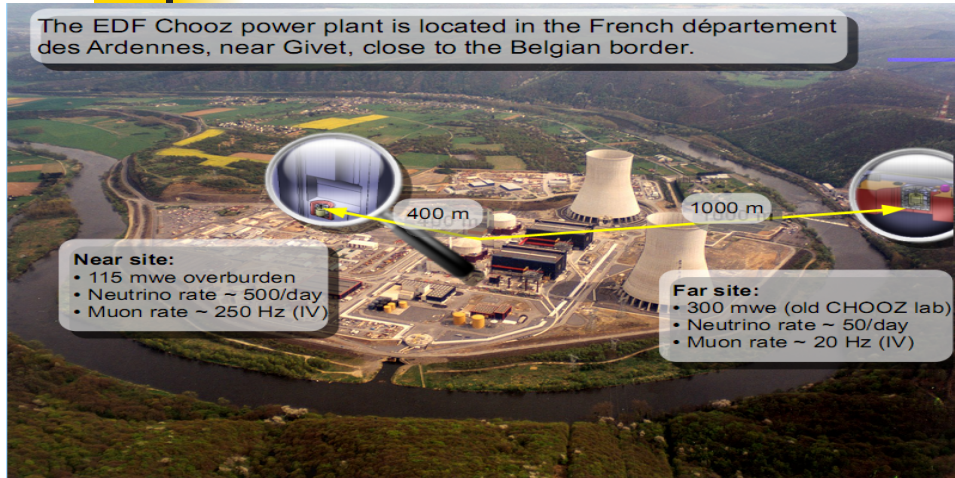 The EDF Chooz power plant is located in the French département
des Ardennes, near Givet, close to the Belgian border.
400 m
1000 m
Near site:
• 115 mwe overburden
• Neutrino rate ~ 500/day
• Muon rate ~ 250 Hz (IV)
Far site:
• 300 mwe (old CHOOZ lab)
• Neutrino rate ~ 50/day
• Muon rate ~ 20 Hz (IV)